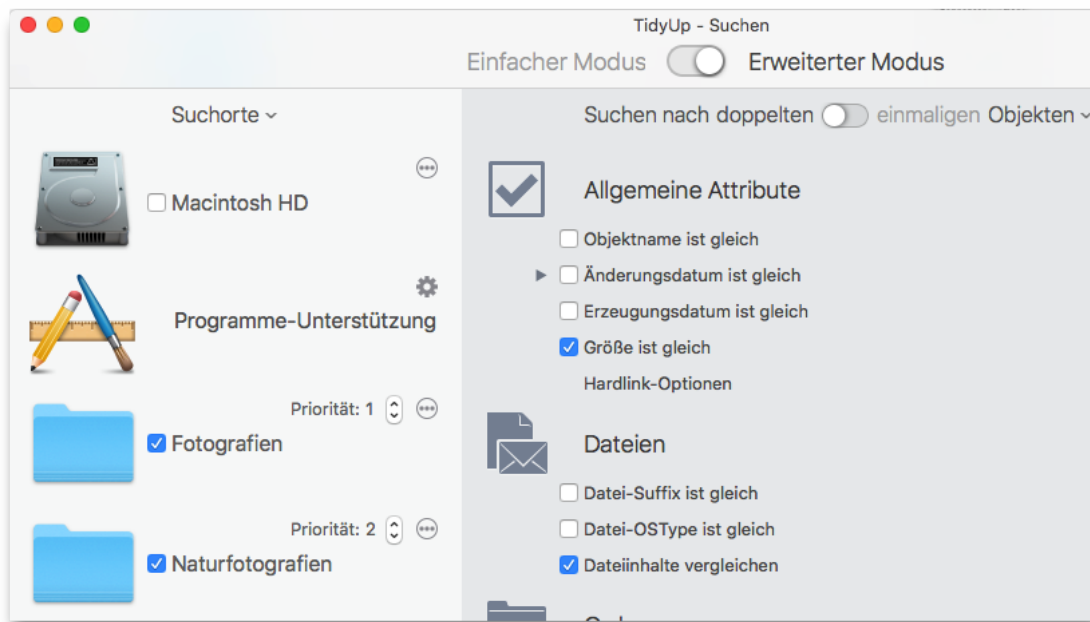 TidyUp - Suchen
Einfacher Modus Erweiterter Modus
Suchorte
Macintosh HD
Programme-Unterstützung
Priorität: 1
Fotografien
Priorität: 2
Naturfotografien
Suchen nach doppelten einmaligen Objekten
Allgemeine Attribute
Objektname ist gleich
Änderungsdatum ist gleich
Erzeugungsdatum ist gleich
Größe ist gleich
Hardlink-Optionen
Dateien
Datei-Suffix ist gleich
Datei-OSType ist gleich
Dateiinhalte vergleichen